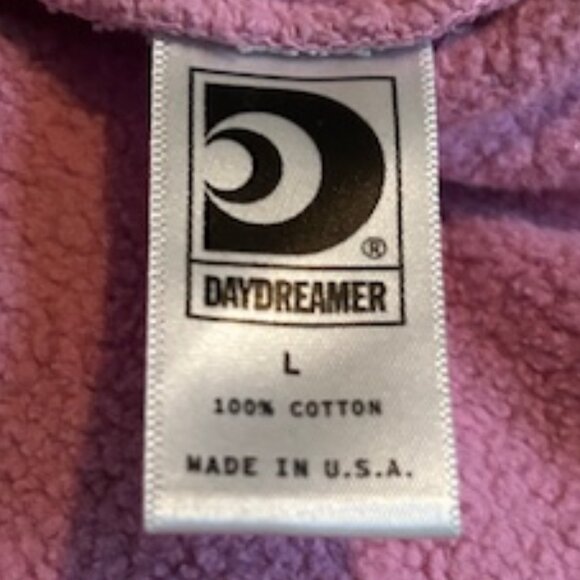 ®
DAYDREAMER
L
100% COTTON
MADE IN U.S.A.